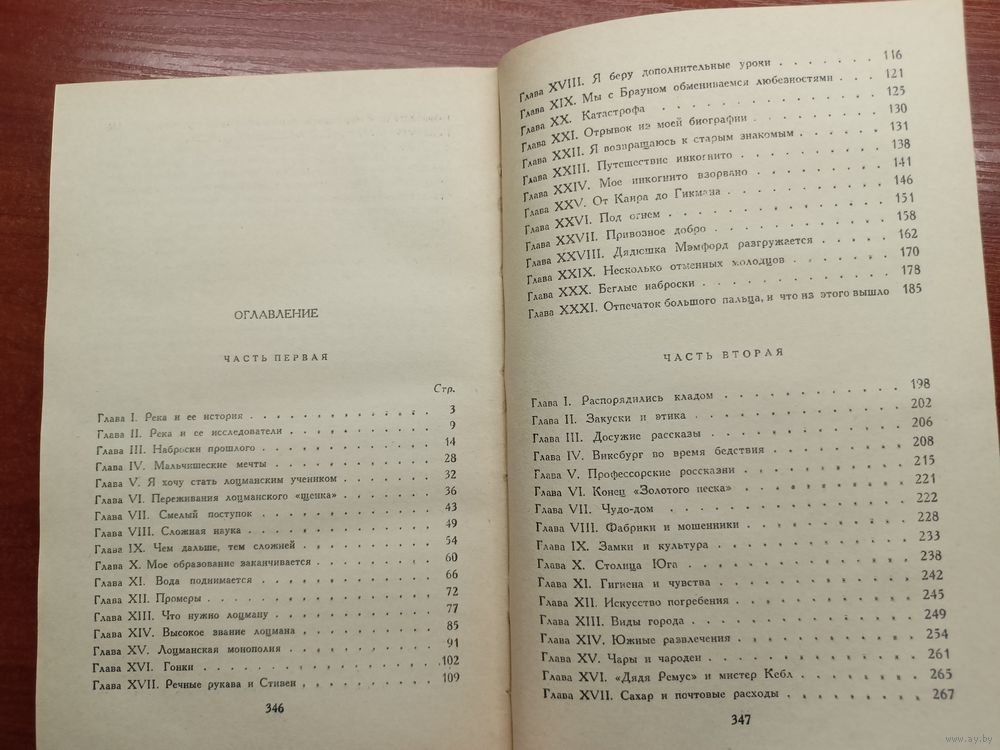 ОГЛАВЛЕНИЕ
ЧАСТЬ ПЕРВАЯ
Стр.
Глава I. Река и ее история . . . . . . . . . . . . . . 3
Глава II. Река и ее исследователи . . . . . . . . . . . 9
Глава III. Наброски прошлого . . . . . . . . . . . . . 14
Глава IV. Мальчишеские мечты . . . . . . . . . . . . 28
Глава V. Я хочу стать лоцманским учеником . . . . . . . 32
Глава VI. Переживания лоцманского «щенка» . . . . . . . 36
Глава VII. Смелый поступок . . . . . . . . . . . . . 43
Глава VIII. Сложная наука . . . . . . . . . . . . . . 49
Глава IX. Чем дальше, тем сложней . . . . . . . . . . 54
Глава X. Мое образование заканчивается . . . . . . . . . 60
Глава XI. Вода поднимается . . . . . . . . . . . . . 66
Глава XII. Промеры . . . . . . . . . . . . . . . . . 72
Глава XIII. Что нужно лоцману . . . . . . . . . . . . 77
Глава XIV. Высокое звание лоцмана . . . . . . . . . . 85
Глава XV. Лоцманская монополия . . . . . . . . . . . 91
Глава XVI. Гонки . . . . . . . . . . . . . . . . . . 102
Глава XVII. Речные рукава и Стивен . . . . . . . . . . 109
346
Глава XVIII. Я беру дополнительные уроки . . . . . . . 116
Глава XIX. Мы с Брауном обмениваемся любезностями . . . 121
Глава XX. Катастрофа . . . . . . . . . . . . . . . . 125
Глава XXI. Отрывок из моей биографии . . . . . . . . . 130
Глава XXII. Я возвращаюсь к старым знакомым . . . . . . 131
Глава XXIII. Путешествие инкогнито . . . . . . . . . . 138
Глава XXIV. Мое инкогнито взорвано . . . . . . . . . . 141
Глава XXV. От Каира до Гикмана . . . . . . . . . . . 146
Глава XXVI. Под огнем . . . . . . . . . . . . . . . 151
Глава XXVII. Привозное добро . . . . . . . . . . . . 158
Глава XXVIII. Дядюшка Мэмфорд разгружается . . . . . . 162
Глава XXIX. Несколько отменных молодцов . . . . . . . 170
Глава XXX. Беглые наброски . . . . . . . . . . . . . 178
Глава XXXI. Отпечаток большого пальца, и что из этого вышло 185
ЧАСТЬ ВТОРАЯ
Глава I. Распорядились кладом . . . . . . . . . . . . 198
Глава II. Закуски и этика . . . . . . . . . . . . . . 202
Глава III. Досужие рассказы . . . . . . . . . . . . . 206
Глава IV. Виксбург во время бедствия . . . . . . . . . 208
Глава V. Профессорские россказни . . . . . . . . . . . 215
Глава VI. Конец «Золотого песка» . . . . . . . . . . . 221
Глава VII. Чудо-дом . . . . . . . . . . . . . . . . 222
Глава VIII. Фабрики и мошенники . . . . . . . . . . . 228
Глава IX. Замки и культура . . . . . . . . . . . . . 233
Глава X. Столица Юга . . . . . . . . . . . . . . . 238
Глава XI. Гигиена и чувства . . . . . . . . . . . . . 242
Глава XII. Искусство погребения . . . . . . . . . . . 245
Глава XIII. Виды города . . . . . . . . . . . . . . . 249
Глава XIV. Южные развлечения . . . . . . . . . . . . 254
Глава XV. Чары и чародеи . . . . . . . . . . . . . . 261
Глава XVI. «Дядя Ремус» и мистер Кебл . . . . . . . . 265
Глава XVII. Сахар и почтовые расходы . . . . . . . . . 267
347
www.ay.by